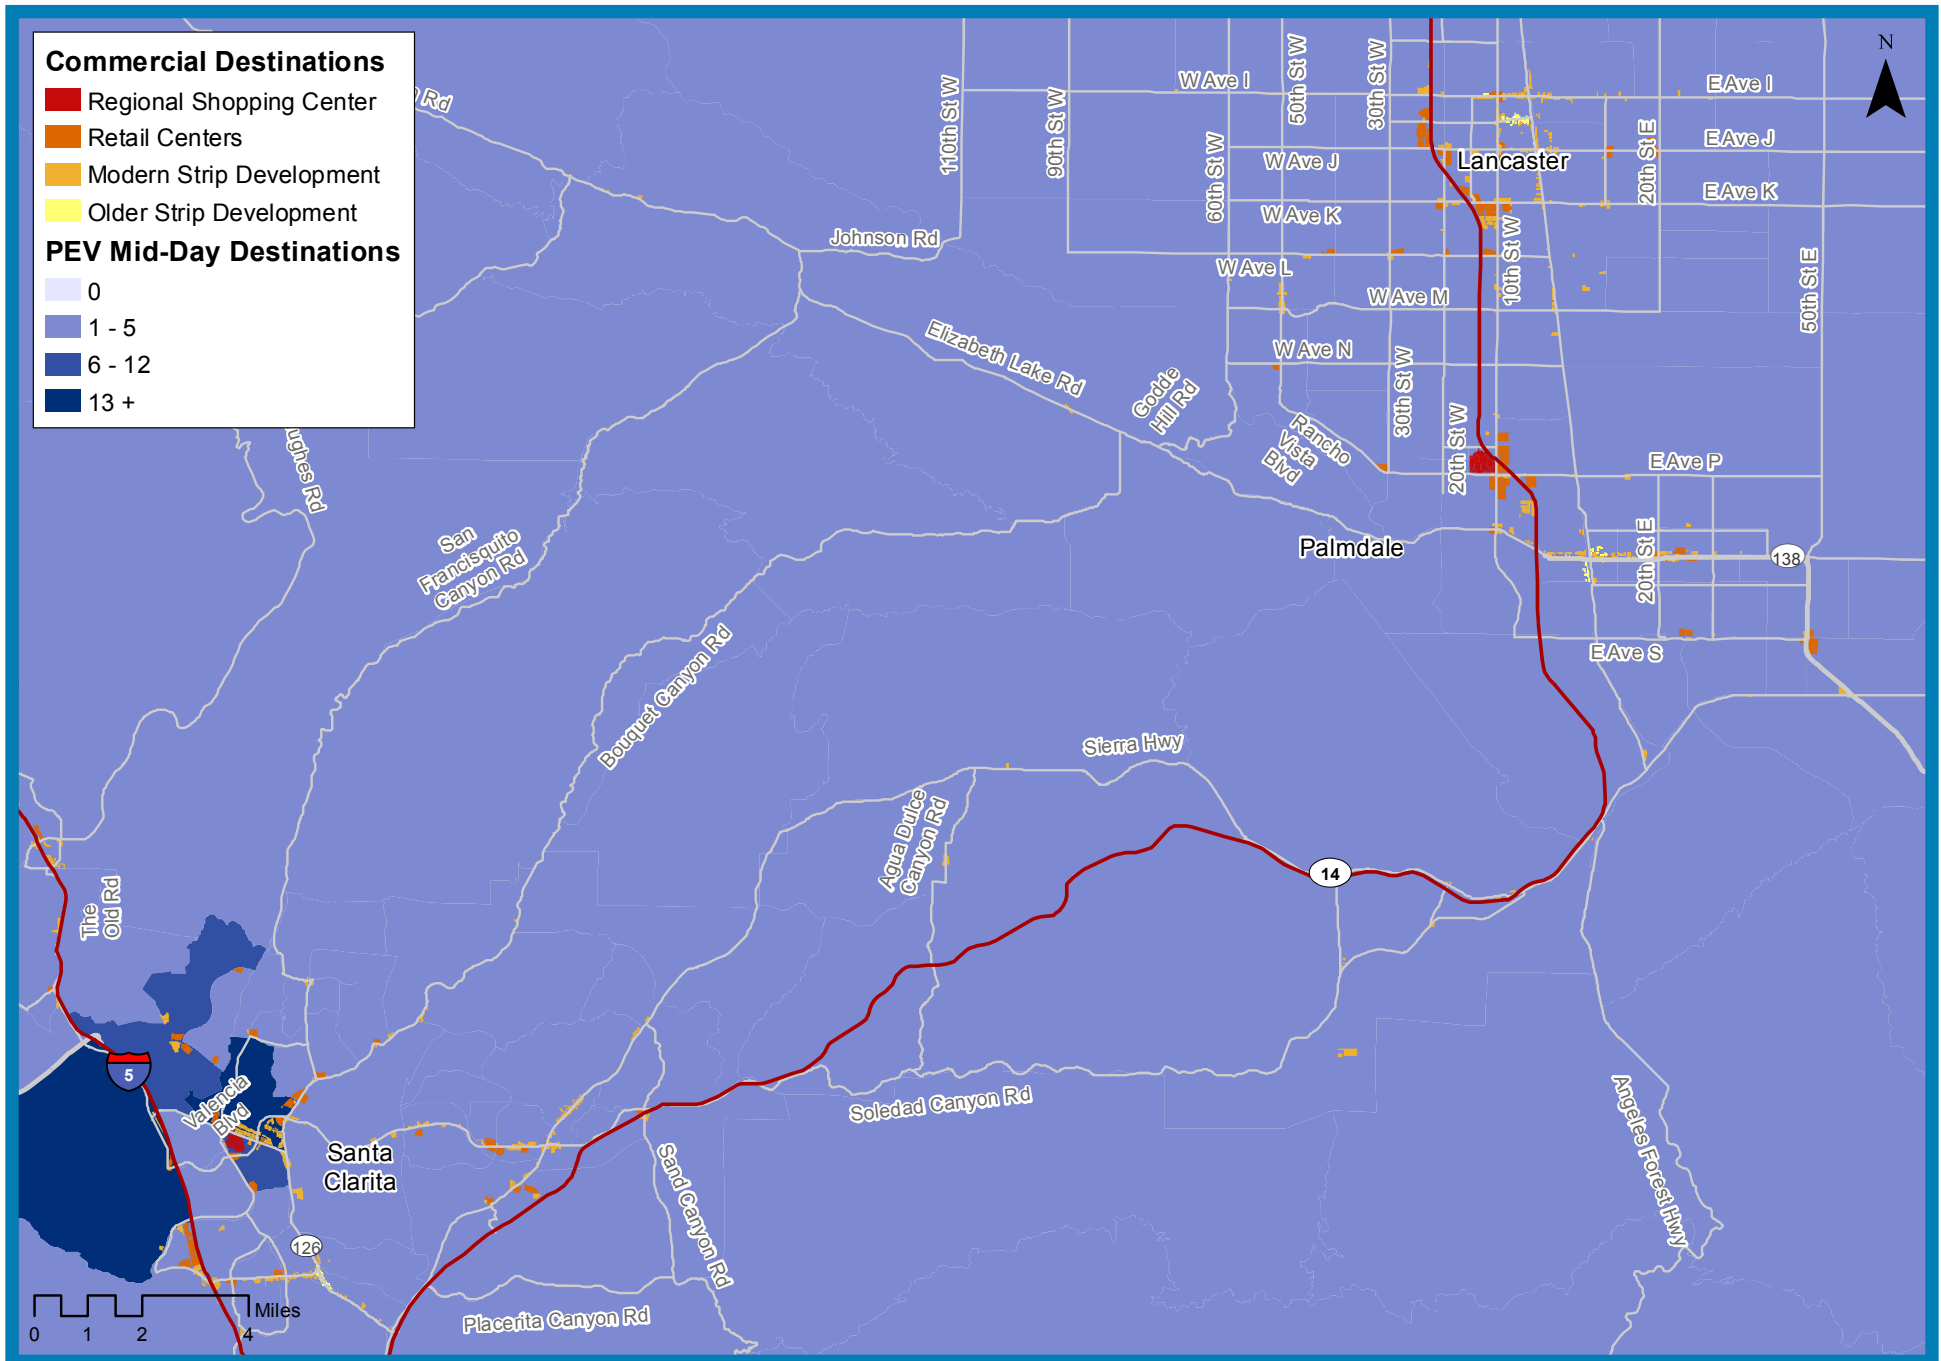 Commercial Destinations
Regional Shopping Center
Retail Centers
Modern Strip Development
Older Strip Development
PEV Mid-Day Destinations
0
1 - 5
6 - 12
13 +
N
Rd
110th St W
90th St W
W Ave I
50th St W
30th St W
E Ave I
E Ave J
20th St E
Lancaster
W Ave J
60th St W
W Ave K
E Ave K
Johnson Rd
W Ave L
10th St W
W Ave M
50th St E
Elizabeth Lake Rd
W Ave N
Godde
Hill Rd
30th St W
20th St W
Rancho
Vista
Blvd
E Ave P
ughes Rd
San
Francisquito
Canyon Rd
Palmdale
20th St E
138
E Ave S
Bouquet Canyon Rd
Sierra Hwy
Agua Dulce
Canyon Rd
14
The
Old Rd
5
Valencia
Blvd
Soledad Canyon Rd
Angeles Forest Hwy
Santa
Clarita
Sand Canyon Rd
126
Placerita Canyon Rd
Miles
0 1 2 4